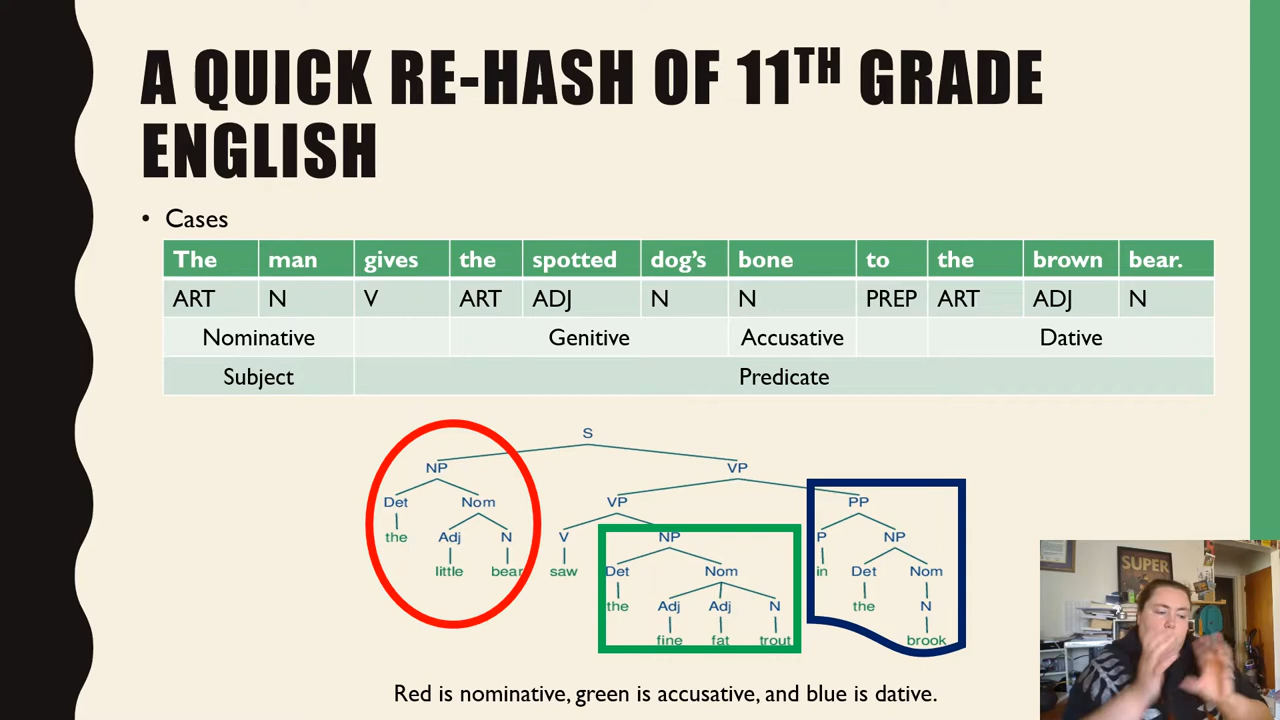 A QUICK RE-HASH OF 11TH GRADE
ENGLISH
• Cases
The man gives the spotted dog's bone to the brown bear.
ART N V ART ADJ N N PREP ART ADJ N
Nominative Genitive Accusative Dative
Subject Predicate
S
NP VP
Det Nom VP PP
the Adj N V NP P NP
little bear saw Det Nom in Det Nom
the Adj Adj N the N
fine fat trout brook
Red is nominative, green is accusative, and blue is dative.
SUPER